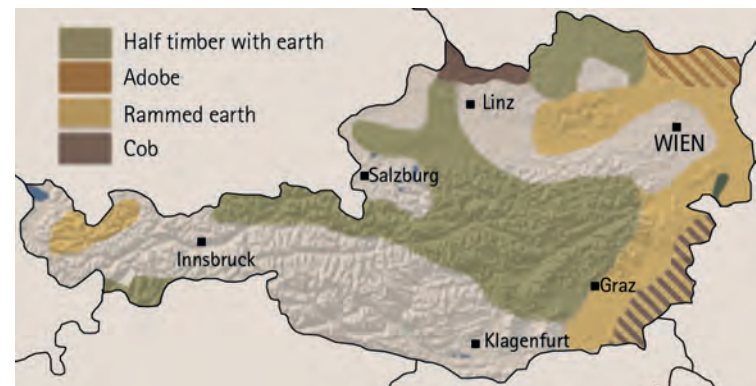 Half timber with earth
Adobe
Rammed earth
Cob
Linz
WIEN
Salzburg
Innsbruck
Graz
Klagenfurt